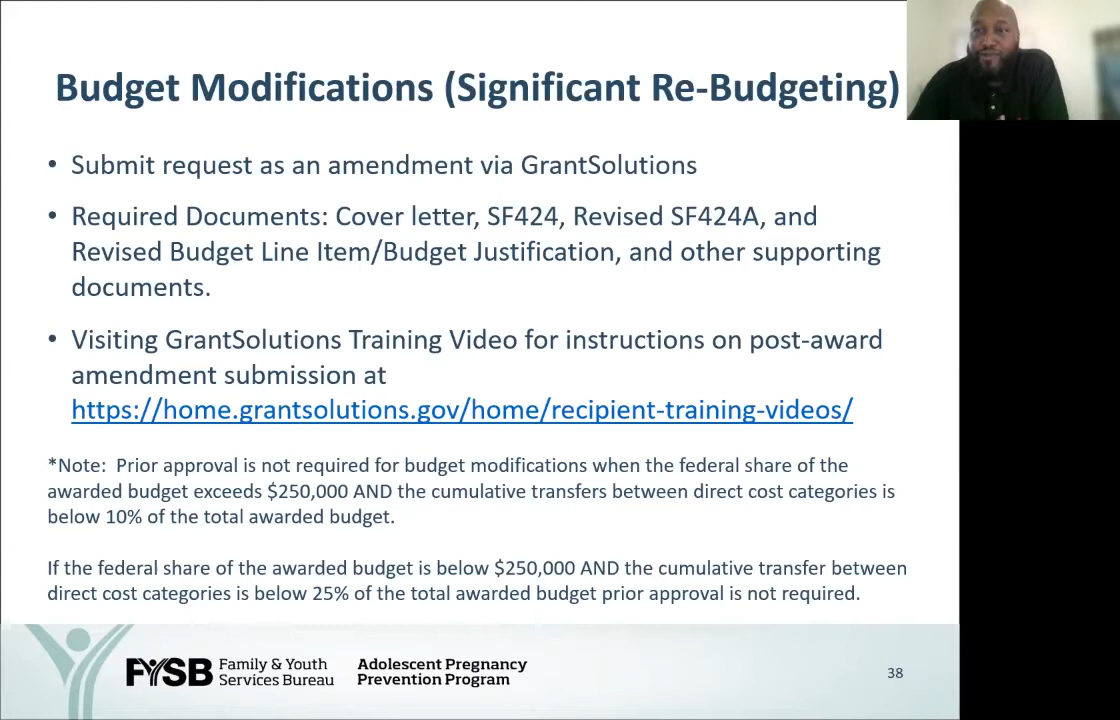 Budget Modifications (Significant Re-Budgeting)
• Submit request as an amendment via GrantSolutions
• Required Documents: Cover letter, SF424, Revised SF424A, and
Revised Budget Line Item/Budget Justification, and other supporting
documents.
• Visiting GrantSolutions Training Video for instructions on post-award
amendment submission at
https://home.grantsolutions.gov/home/recipient-training-videos/
*Note: Prior approval is not required for budget modifications when the federal share of the
awarded budget exceeds $250,000 AND the cumulative transfers between direct cost categories is
below 10% of the total awarded budget.
If the federal share of the awarded budget is below $250,000 AND the cumulative transfer between
direct cost categories is below 25% of the total awarded budget prior approval is not required.
FYSB
Family & Youth
Services Bureau
Adolescent Pregnancy
Prevention Program
38